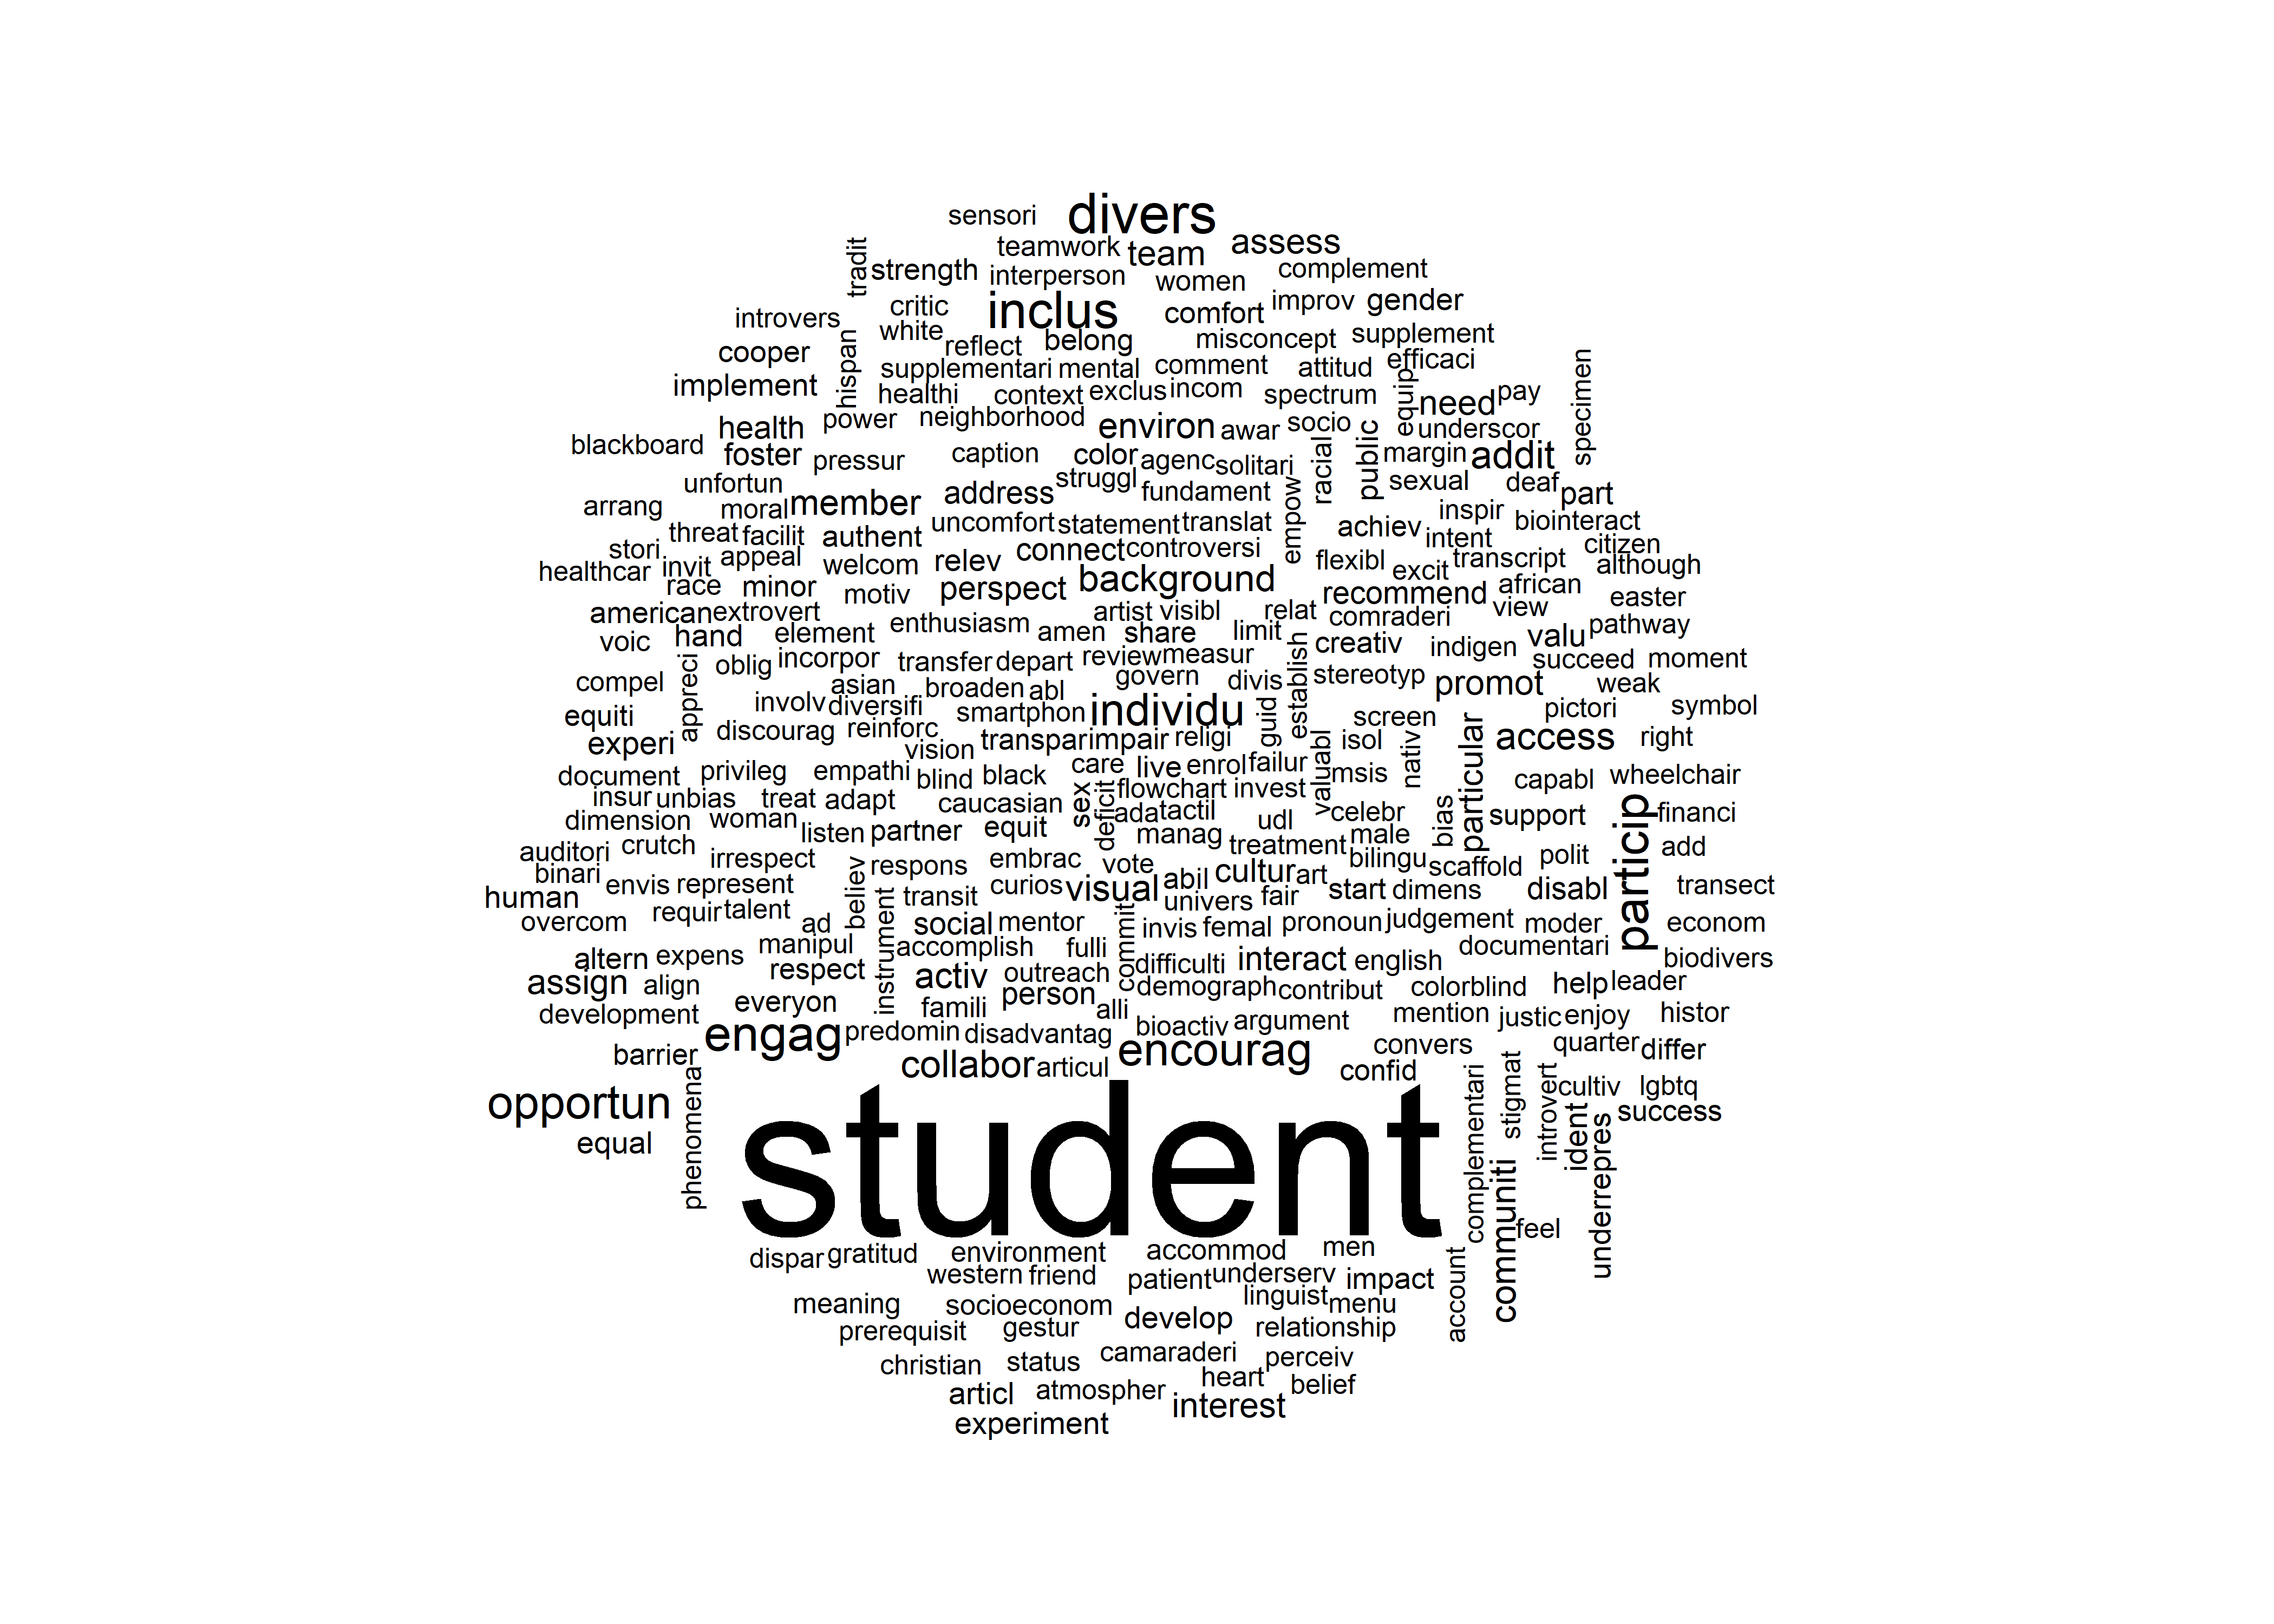 divers
sensori
teamwork team assess
tradit strength interperson women complement
introvers critic inclus comfort improv gender
white reflect belong misconcept supplement
cooper hispan supplementari mental comment attitud efficaci specimen
implement healthi context exclus incom spectrum equip need pay
power neighborhood environ awar socio underscor
health blackboard foster pressur caption color agenc solitari racial public margin addit
struggl
unfortun address fundament sexual deaf part
arrang moral member empow inspir
threat facilit authent uncomfort statement translat achiev intent biointeract
stori appeal connect controversi citizen
healthcar invit welcom relev flexibl excit transcript although
race minor motiv perspect background recommend african easter
american extrovert artist visibl relat comraderi view
voic hand element enthusiasm amen share limit establish creativ indigen valu pathway
oblig incorpor transfer depart review measur succeed moment
compel appreci asian broaden abl govern divis stereotyp promot weak
involv diversifi smartphon individu guid pictori symbol
equiti discourag reinforc screen
experi vision transpar impair religi isol nativ particular access right
document privileg empathi blind black care live enrol failur valuabl msis capabl wheelchair
insur unbias treat adapt caucasian sex deficit flowchart invest
dimension woman listen partner equit ada tactil manag udl celebr male bias support particip financi
auditori crutch irrespect respons embrac vote treatment bilingu scaffold polit add
binari envis represent believ curios visual abil cultur art start dimens disabl transect
human requir talent transit univers fair
overcom ad instrument social mentor commit invis femal pronoun judgement moder econom
altern expens manipul accomplish fulli difficulti interact english documentari biodivers
assign align respect activ outreach demograph contribut colorblind help leader
development everyon famili person alli
engag predomin disadvantag bioactiv argument mention justic enjoy histor
barrier collabor articul encourag convers quarter differ
confid
opportun phenomena complementari stigmat introvert cultiv lgbtq
equal student ident success
communiti underrepres
feel
dispar gratitud environment accommod men account
western friend patient underserv impact
meaning socioeconom linguist menu
prerequisit gestur develop relationship
christian status camaraderi perceiv
articl atmospher heart belief
experiment interest